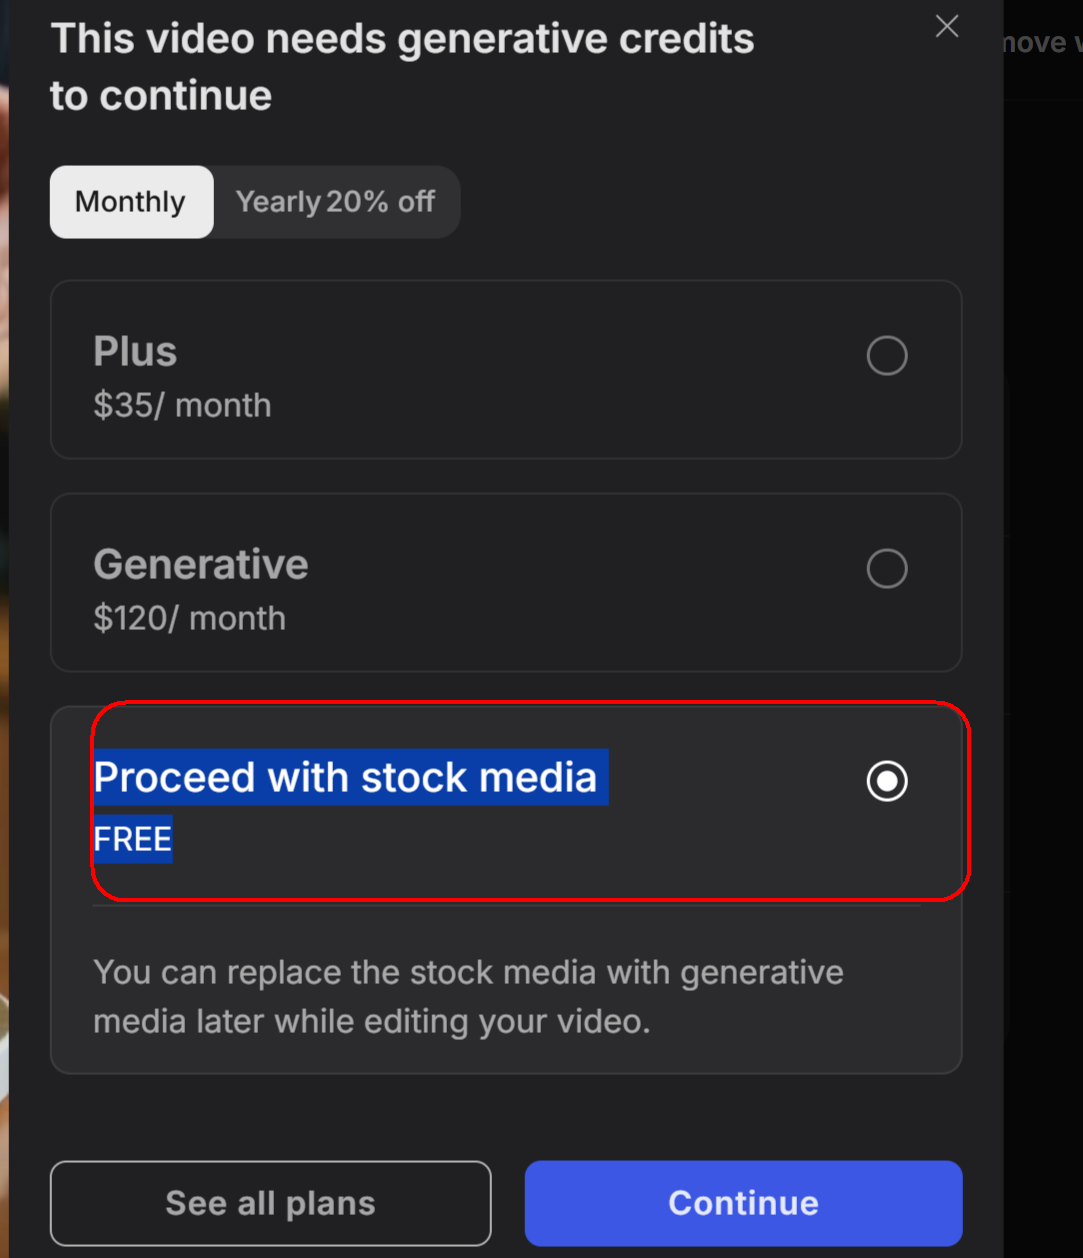 This video needs generative credits
to continue
move
Monthly
Yearly 20% off
Plus
$35/ month
Generative
$120/ month
Proceed with stock media
FREE
You can replace the stock media with generative
media later while editing your video.
See all plans
Continue